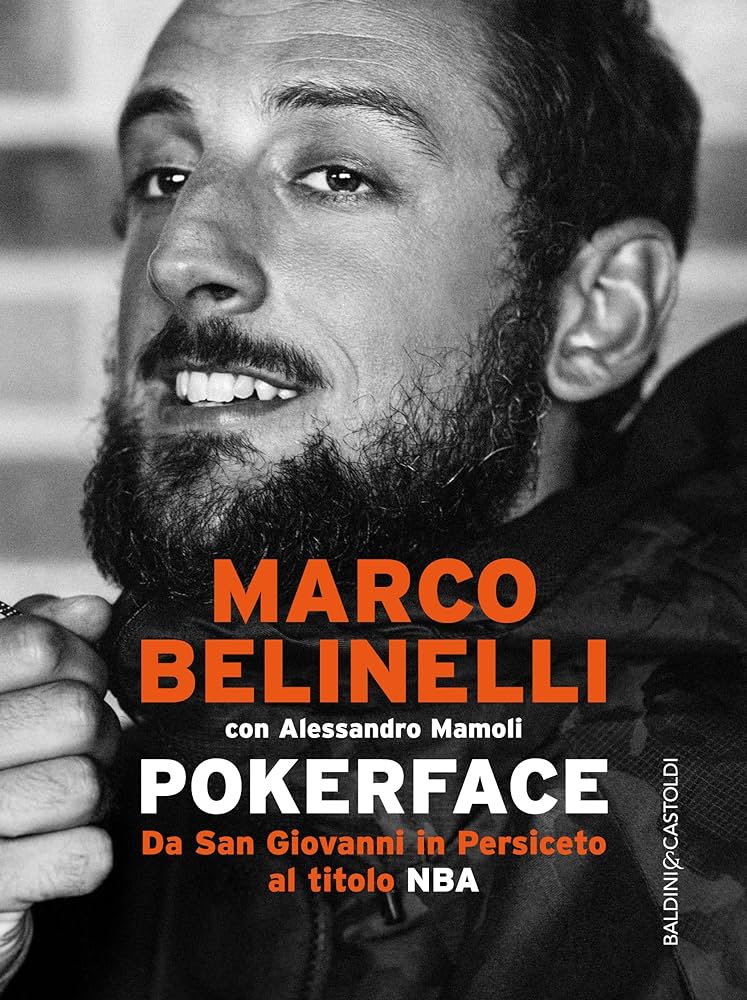 MARCO
BELINELLI
con Alessandro Mamoli
POKERFACE
Da San Giovanni in Persiceto
al titolo NBA
BALDINI&CASTOLDI